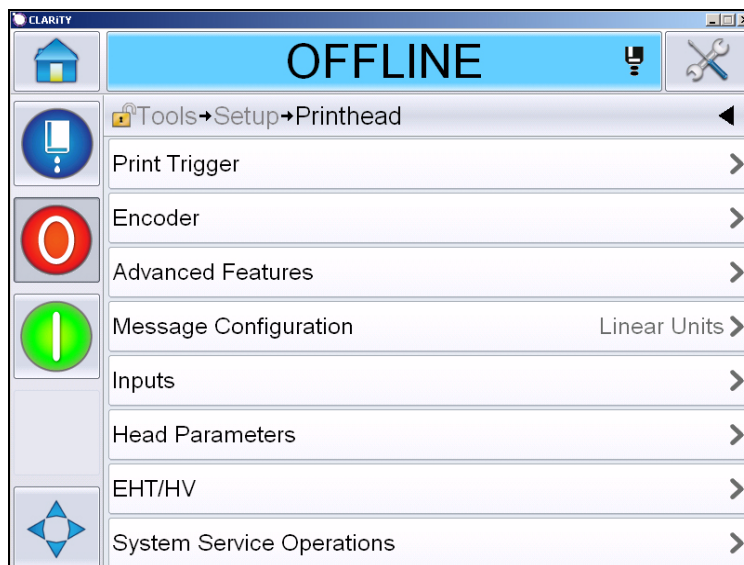 CLARiTY
OFFLINE
Tools→Setup→Printhead
Print Trigger
Encoder
Advanced Features
Message Configuration Linear Units
Inputs
Head Parameters
EHT/HV
System Service Operations